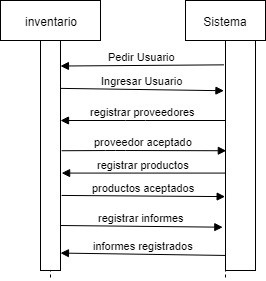 inventario
Sistema
Pedir Usuario
Ingresar Usuario
registrar proveedores
proveedor aceptado
registrar productos
productos aceptados
registrar informes
informes registrados